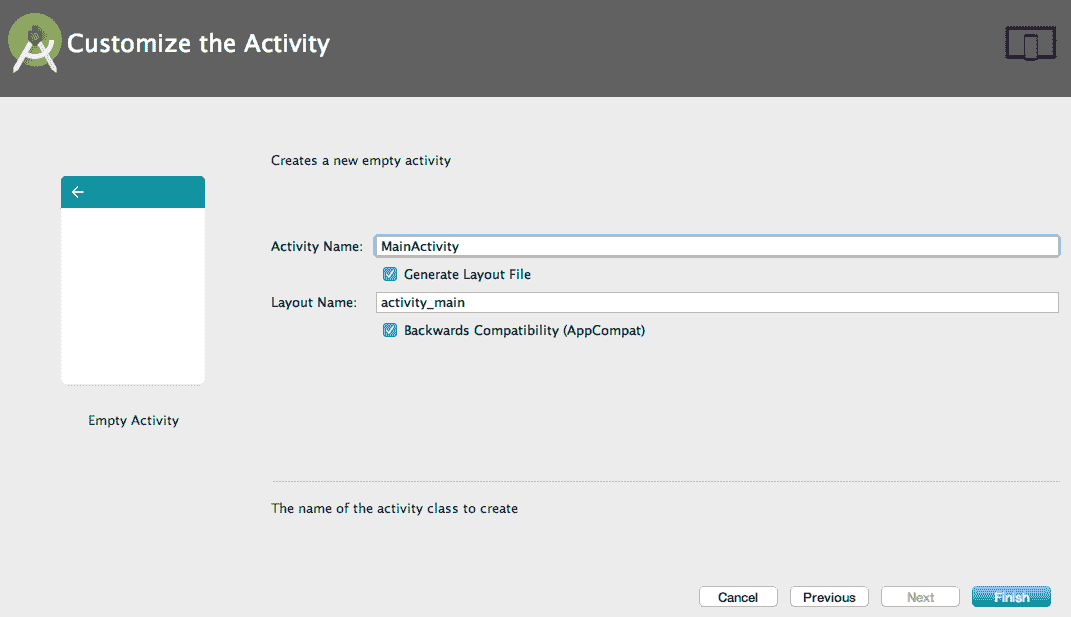 Customize the Activity
Creates a new empty activity
Activity Name: MainActivity
Generate Layout File
Layout Name: activity_main
Backwards Compatibility (AppCompat)
Empty Activity
The name of the activity class to create
Cancel Previous Next Finish